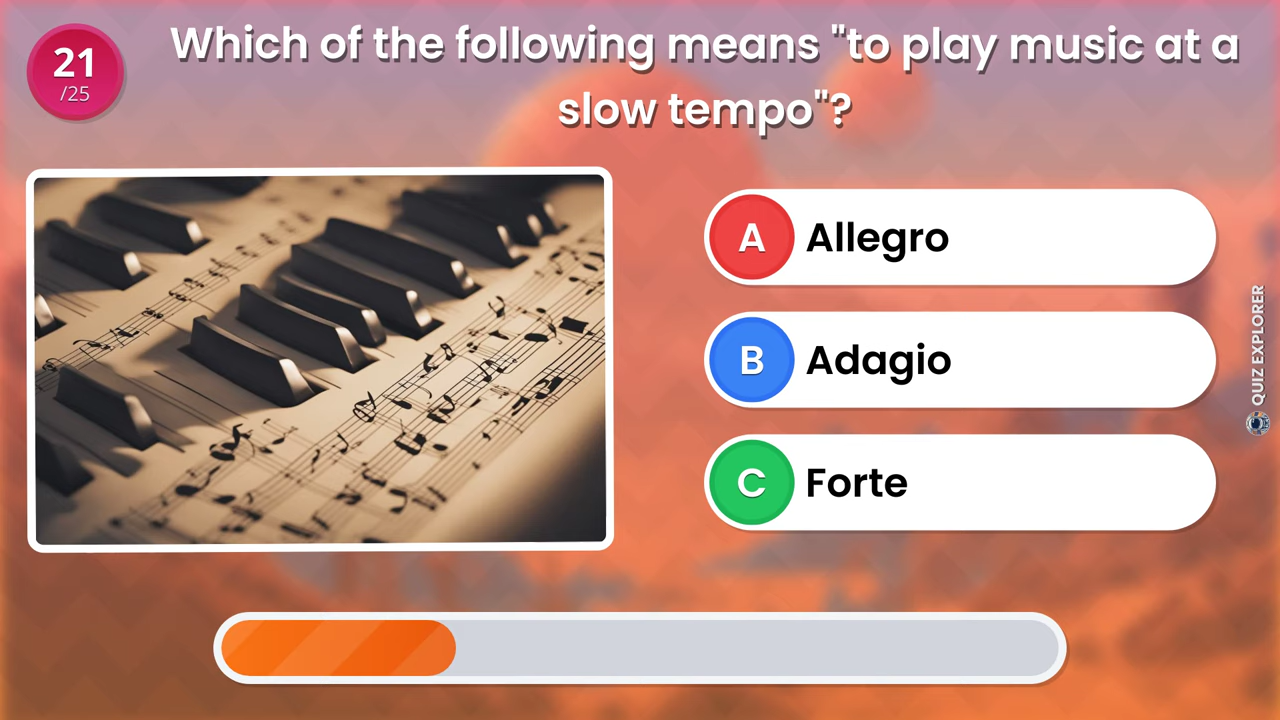 21
/25
Which of the following means "to play music at a
slow tempo"?
A Allegro
B Adagio
C Forte
QUIZ EXPLORER